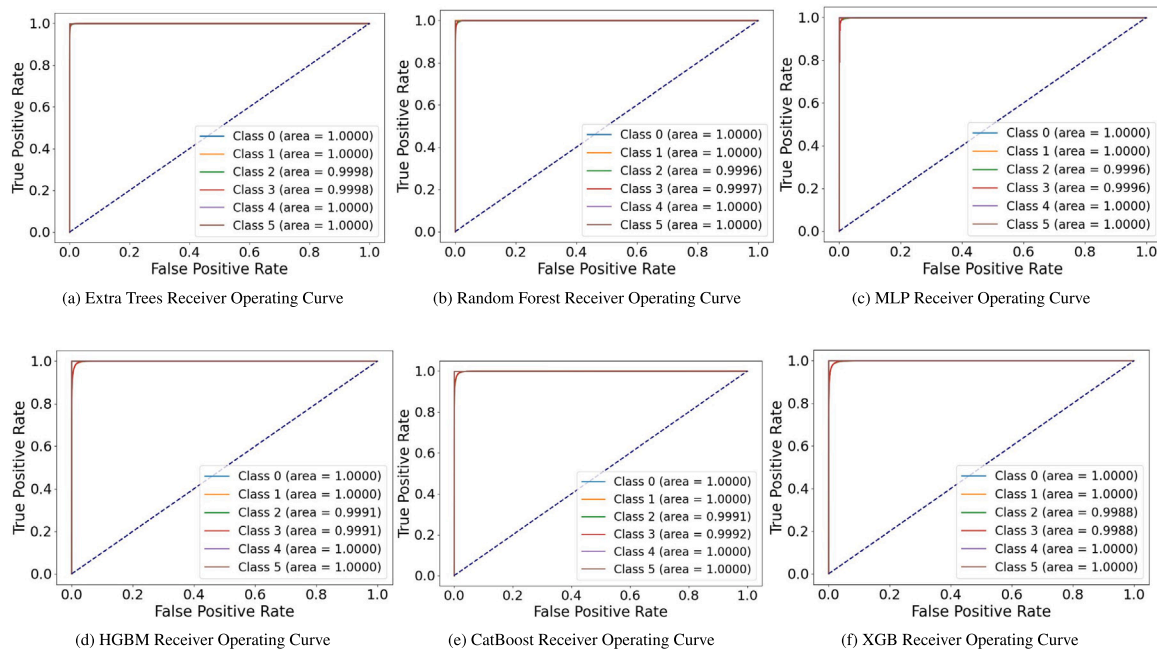 1.0
0.8
0.6
0.4
0.2
0.0
True Positive Rate
Class 0 (area = 1.0000)
Class 1 (area = 1.0000)
Class 2 (area = 0.9998)
Class 3 (area = 0.9998)
Class 4 (area = 1.0000)
Class 5 (area = 1.0000)
0.0 0.2 0.4 0.6 0.8 1.0
False Positive Rate
(a) Extra Trees Receiver Operating Curve
1.0
0.8
0.6
0.4
0.2
0.0
True Positive Rate
Class 0 (area = 1.0000)
Class 1 (area = 1.0000)
Class 2 (area = 0.9996)
Class 3 (area = 0.9997)
Class 4 (area = 1.0000)
Class 5 (area = 1.0000)
0.0 0.2 0.4 0.6 0.8 1.0
False Positive Rate
(b) Random Forest Receiver Operating Curve
1.0
0.8
0.6
0.4
0.2
0.0
True Positive Rate
Class 0 (area = 1.0000)
Class 1 (area = 1.0000)
Class 2 (area = 0.9996)
Class 3 (area = 0.9996)
Class 4 (area = 1.0000)
Class 5 (area = 1.0000)
0.0 0.2 0.4 0.6 0.8 1.0
False Positive Rate
(c) MLP Receiver Operating Curve
1.0
0.8
0.6
0.4
0.2
0.0
True Positive Rate
Class 0 (area = 1.0000)
Class 1 (area = 1.0000)
Class 2 (area = 0.9991)
Class 3 (area = 0.9991)
Class 4 (area = 1.0000)
Class 5 (area = 1.0000)
0.0 0.2 0.4 0.6 0.8 1.0
False Positive Rate
(d) HGBM Receiver Operating Curve
1.0
0.8
0.6
0.4
0.2
0.0
True Positive Rate
Class 0 (area = 1.0000)
Class 1 (area = 1.0000)
Class 2 (area = 0.9991)
Class 3 (area = 0.9992)
Class 4 (area = 1.0000)
Class 5 (area = 1.0000)
0.0 0.2 0.4 0.6 0.8 1.0
False Positive Rate
(e) CatBoost Receiver Operating Curve
1.0
0.8
0.6
0.4
0.2
0.0
True Positive Rate
Class 0 (area = 1.0000)
Class 1 (area = 1.0000)
Class 2 (area = 0.9988)
Class 3 (area = 0.9988)
Class 4 (area = 1.0000)
Class 5 (area = 1.0000)
0.0 0.2 0.4 0.6 0.8 1.0
False Positive Rate
(f) XGB Receiver Operating Curve